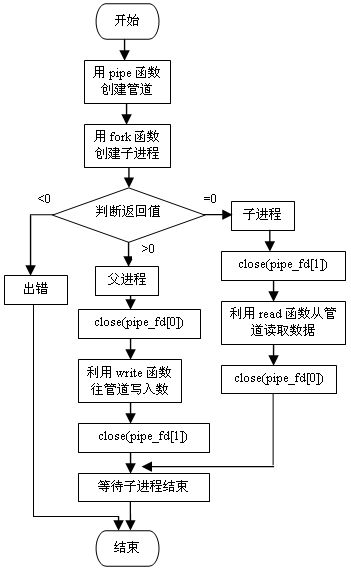 开始
用 pipe 函数
创建管道
用 fork 函数
创建子进程
<0
判断返回值
=0
>0
子进程
出错
父进程
close(pipe_fd[1])
close(pipe_fd[0])
利用 read 函数从管
道读取数据
利用 write 函数
往管道写入数
close(pipe_fd[0])
close(pipe_fd[1])
等待子进程结束
结束